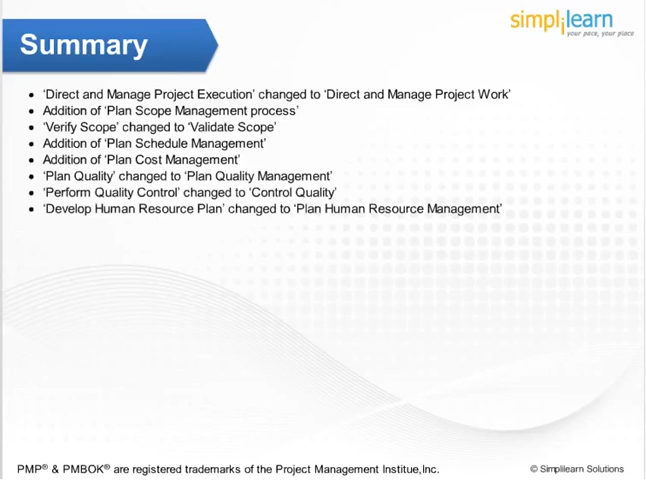 simplilearn
your pace, your place
Summary
• ‘Direct and Manage Project Execution’ changed to ‘Direct and Manage Project Work’
• Addition of ‘Plan Scope Management process’
• ‘Verify Scope’ changed to ‘Validate Scope’
• Addition of ‘Plan Schedule Management’
• Addition of ‘Plan Cost Management’
• ‘Plan Quality’ changed to ‘Plan Quality Management’
• ‘Perform Quality Control’ changed to ‘Control Quality’
• ‘Develop Human Resource Plan’ changed to ‘Plan Human Resource Management’
PMP® & PMBOK® are registered trademarks of the Project Management Institue,Inc.
© Simplilearn Solutions